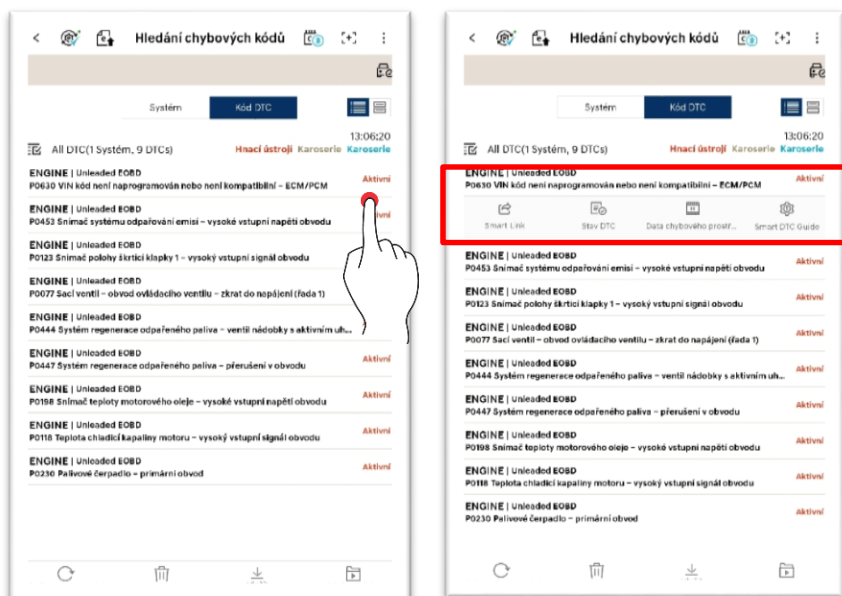 Hledání chybových kódů
Systém Kód DTC
13:06:20
All DTC(1 Systém, 9 DTCs) Hnací ústrojí Karoserie Karoserie
ENGINE | Unleaded EOBD
P0630 VIN kód není naprogramován nebo není kompatibilní – ECM/PCM Aktivní
ENGINE | Unleaded EOBD
P0453 Snímač systému odpařování emisí – vysoké vstupní napětí obvodu
ENGINE | Unleaded EOBD
P0123 Snímač polohy škrticí klapky 1 – vysoký vstupní signál obvodu
ENGINE | Unleaded EOBD
P0077 Sací ventil – obvod ovládacího ventilu – zkrat do napájení (řada 1)
ENGINE | Unleaded EOBD
P0444 Systém regenerace odpařeného paliva – ventil nádobky s aktivním uh...
ENGINE | Unleaded EOBD
P0447 Systém regenerace odpařeného paliva – přerušení v obvodu Aktivní
ENGINE | Unleaded EOBD
P0198 Snímač teploty motorového oleje – vysoké vstupní napětí obvodu Aktivní
ENGINE | Unleaded EOBD
P0118 Teplota chladicí kapaliny motoru – vysoký vstupní signál obvodu Aktivní
ENGINE | Unleaded EOBD
P0230 Palivové čerpadlo – primární obvod Aktivní
Hledání chybových kódů
Systém Kód DTC
13:06:20
All DTC(1 Systém, 9 DTCs) Hnací ústrojí Karoserie Karoserie
ENGINE | Unleaded EOBD
P0630 VIN kód není naprogramován nebo není kompatibilní – ECM/PCM Aktivní
Smart Link Stav DTC Data chybového prostř... Smart DTC Guide
ENGINE | Unleaded EOBD
P0453 Snímač systému odpařování emisí – vysoké vstupní napětí obvodu Aktivní
ENGINE | Unleaded EOBD
P0123 Snímač polohy škrticí klapky 1 – vysoký vstupní signál obvodu Aktivní
ENGINE | Unleaded EOBD
P0077 Sací ventil – obvod ovládacího ventilu – zkrat do napájení (řada 1) Aktivní
ENGINE | Unleaded EOBD
P0444 Systém regenerace odpařeného paliva – ventil nádobky s aktivním uh... Aktivní
ENGINE | Unleaded EOBD
P0447 Systém regenerace odpařeného paliva – přerušení v obvodu Aktivní
ENGINE | Unleaded EOBD
P0198 Snímač teploty motorového oleje – vysoké vstupní napětí obvodu Aktivní
ENGINE | Unleaded EOBD
P0118 Teplota chladicí kapaliny motoru – vysoký vstupní signál obvodu Aktivní
ENGINE | Unleaded EOBD
P0230 Palivové čerpadlo – primární obvod Aktivní